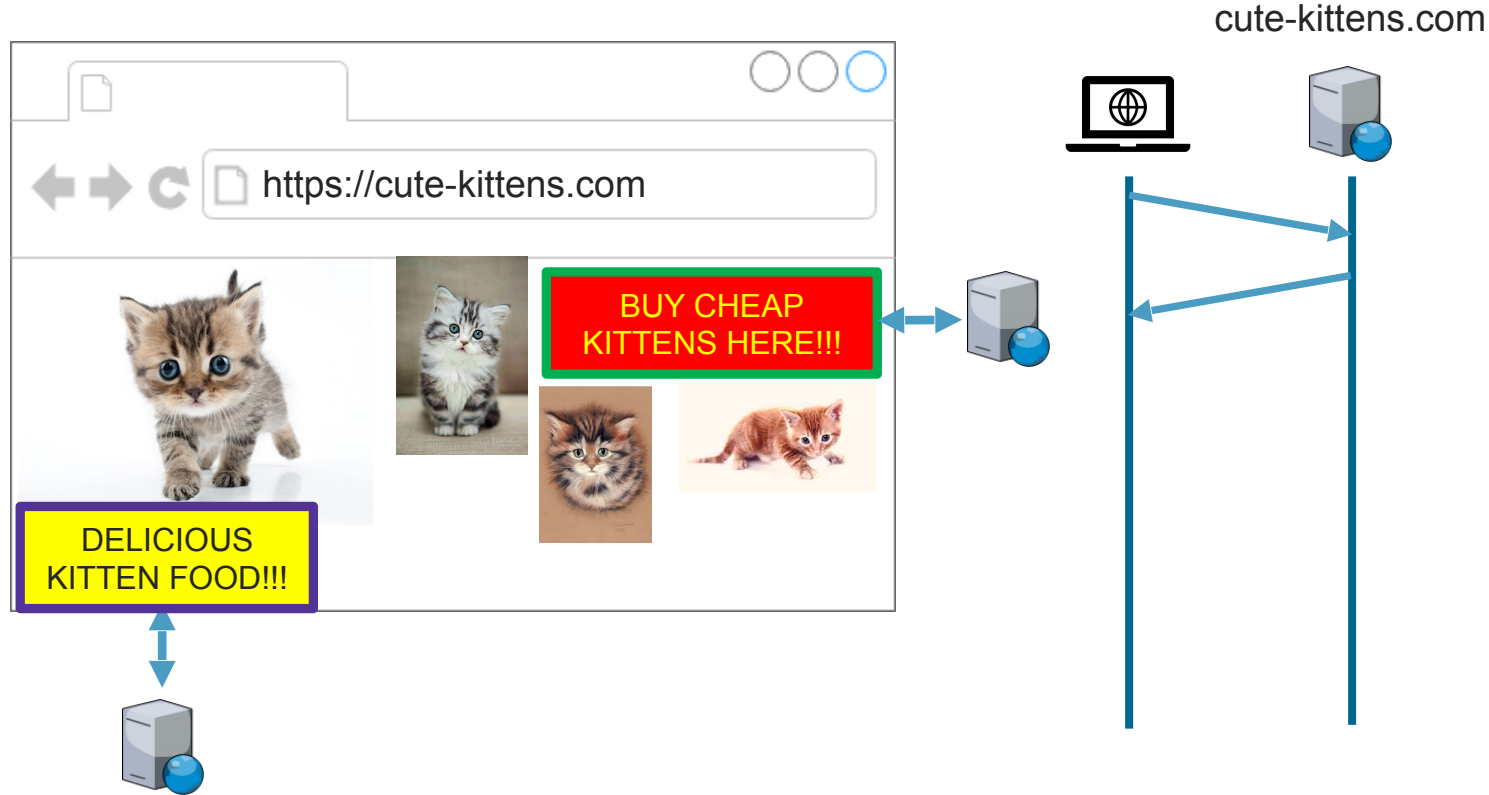 cute-kittens.com
https://cute-kittens.com
BUY CHEAP
KITTENS HERE!!!
DELICIOUS
KITTEN FOOD!!!